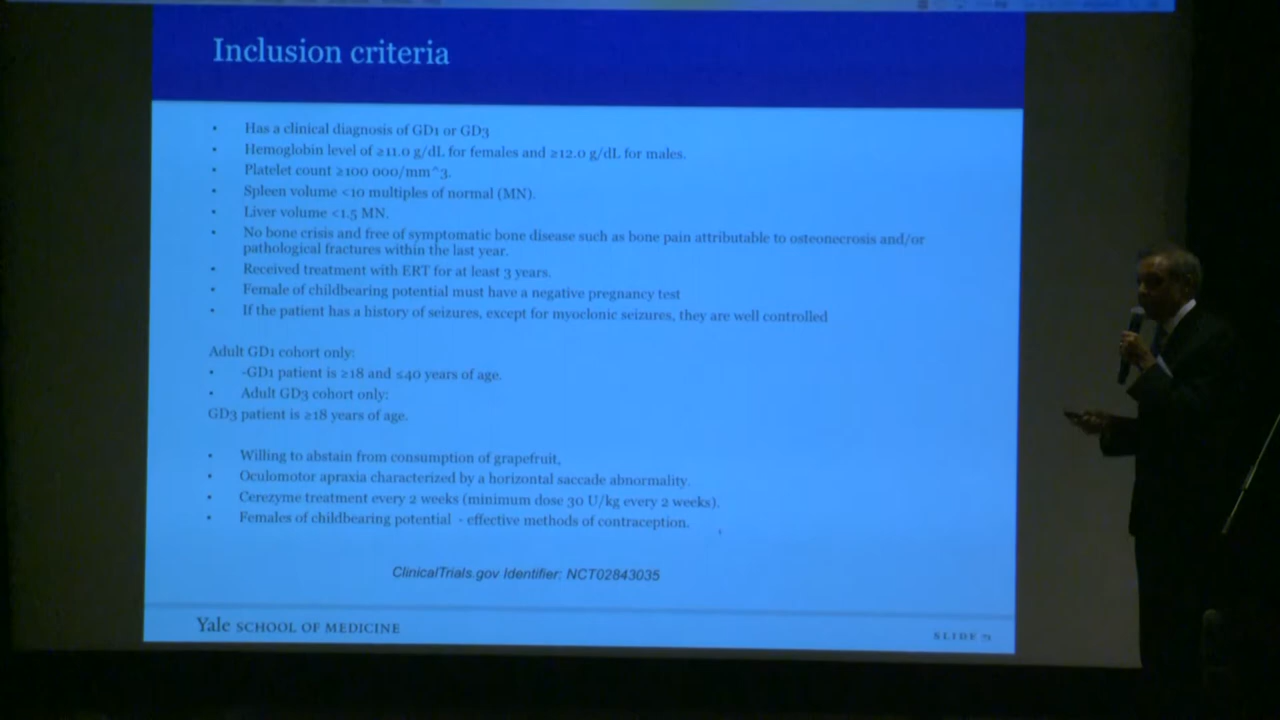 Inclusion criteria
• Has a clinical diagnosis of GD1 or GD3
• Hemoglobin level of ≥11.0 g/dL for females and ≥12.0 g/dL for males.
• Platelet count ≥100 000/mm^3.
• Spleen volume <10 multiples of normal (MN).
• Liver volume <1.5 MN.
• No bone crisis and free of symptomatic bone disease such as bone pain attributable to osteonecrosis and/or
pathological fractures within the last year.
• Received treatment with ERT for at least 3 years.
• Female of childbearing potential must have a negative pregnancy test
• If the patient has a history of seizures, except for myoclonic seizures, they are well controlled
Adult GD1 cohort only:
• -GD1 patient is ≥18 and ≤40 years of age.
• Adult GD3 cohort only:
GD3 patient is ≥18 years of age.
• Willing to abstain from consumption of grapefruit,
• Oculomotor apraxia characterized by a horizontal saccade abnormality.
• Cerezyme treatment every 2 weeks (minimum dose 30 U/kg every 2 weeks).
• Females of childbearing potential - effective methods of contraception.
ClinicalTrials.gov Identifier: NCT02843035
Yale SCHOOL OF MEDICINE
SLIDE